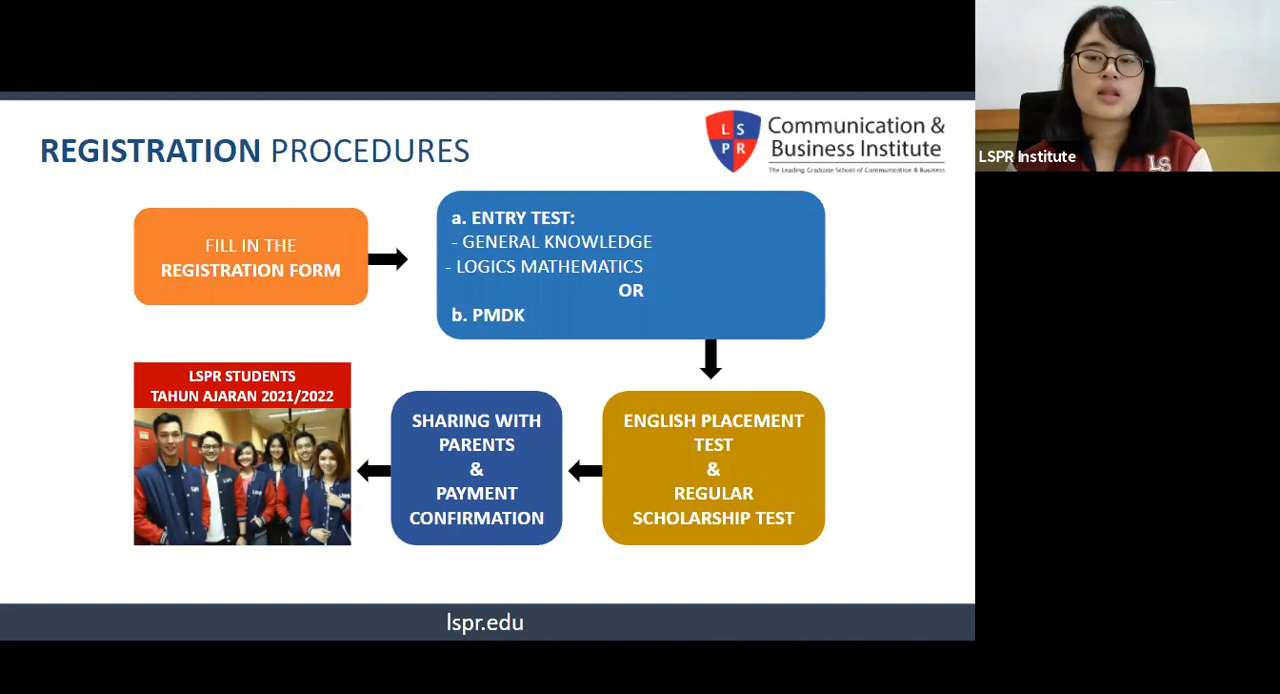 REGISTRATION PROCEDURES
L S
P R
Communication &
Business Institute
The Leading Graduate School of Communication & Business
FILL IN THE
REGISTRATION FORM
a. ENTRY TEST:
- GENERAL KNOWLEDGE
- LOGICS MATHEMATICS
OR
b. PMDK
ENGLISH PLACEMENT
TEST
&
REGULAR
SCHOLARSHIP TEST
SHARING WITH
PARENTS
&
PAYMENT
CONFIRMATION
LSPR STUDENTS
TAHUN AJARAN 2021/2022
lspr.edu
LSPR Institute
LS